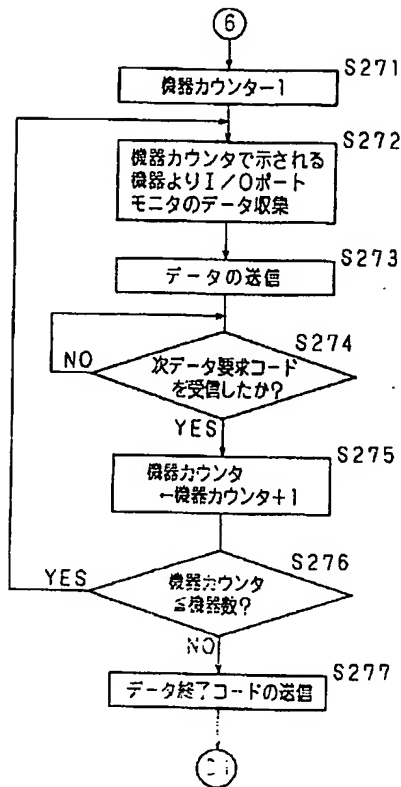 6
S271
機器カウンター1
S272
機器カウンタで示される
機器よりI/Oポート
モニタのデータ収集
S273
データの送信
S274
NO
次データ要求コード
を受信したか?
YES
S275
機器カウンタ
←機器カウンタ+1
S276
YES
機器カウンタ
≦機器数?
NO
S277
データ終了コードの送信